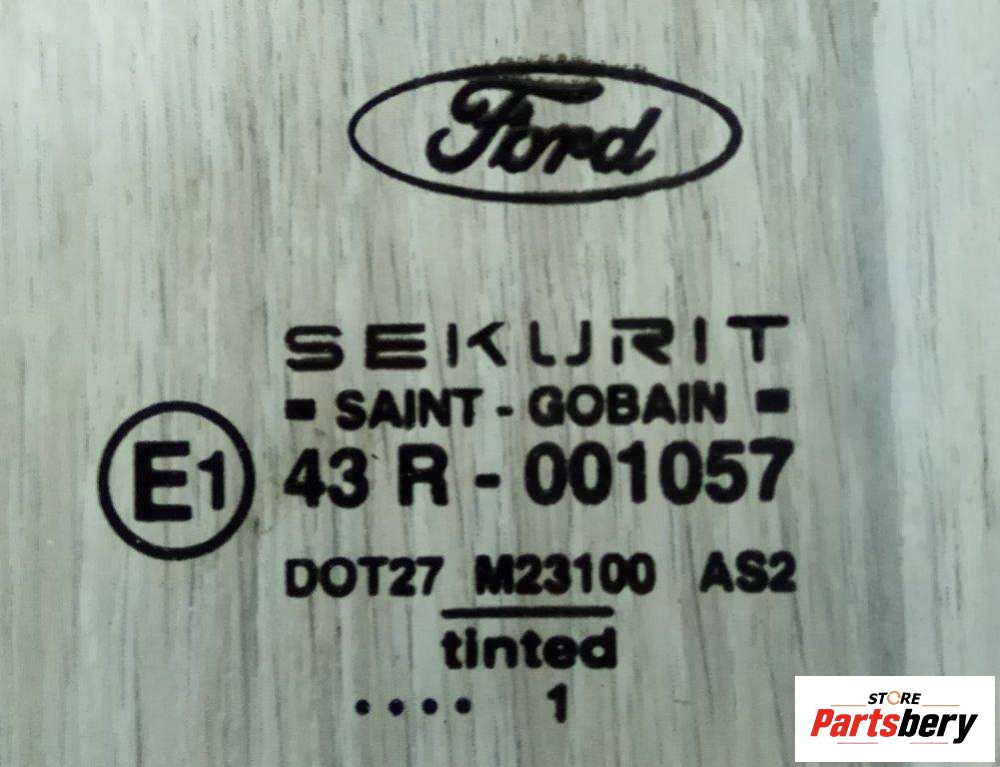 Ford
SEKURIT
- SAINT - GOBAIN -
E1
43 R - 001057
DOT27 M23100 AS2
tinted
.... 1
STORE
Partsbery